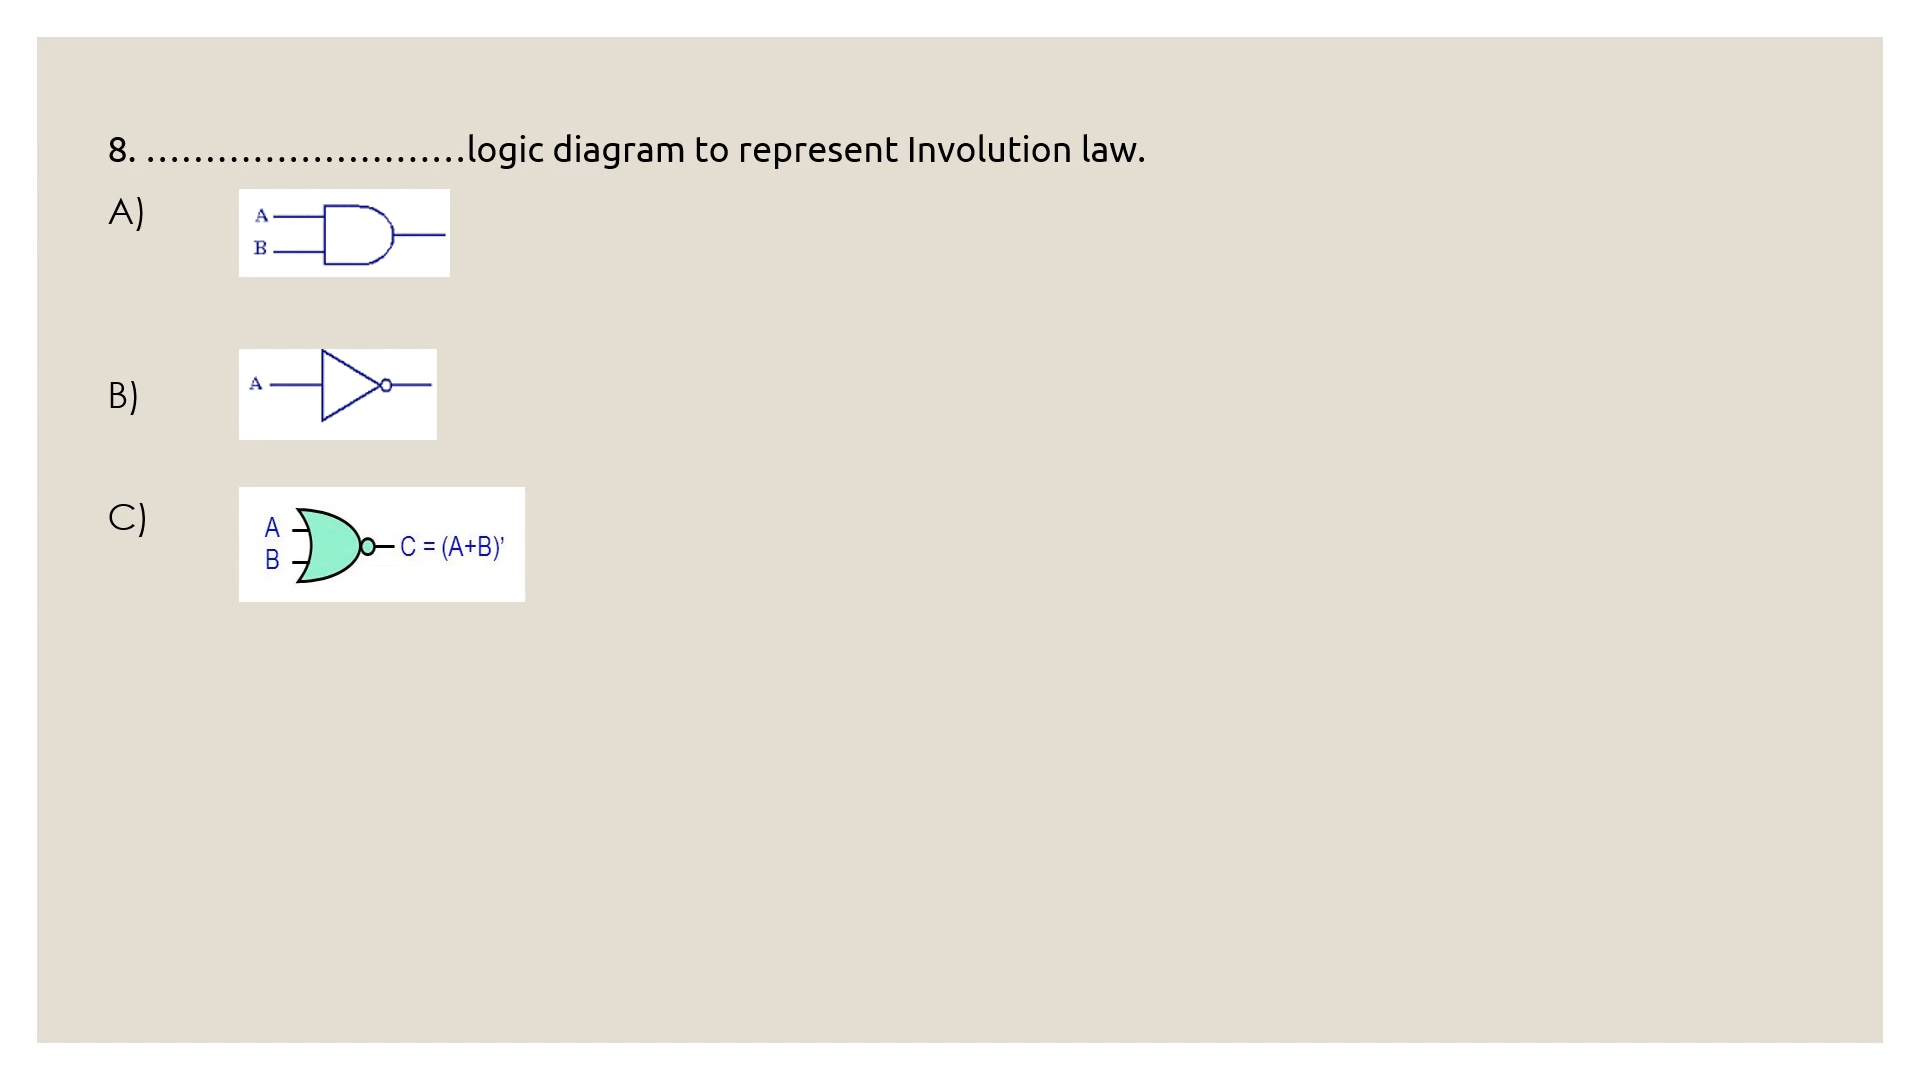 8. ...........................logic diagram to represent Involution law.
A)
A
B
B)
A
C)
A
B
C = (A+B)’